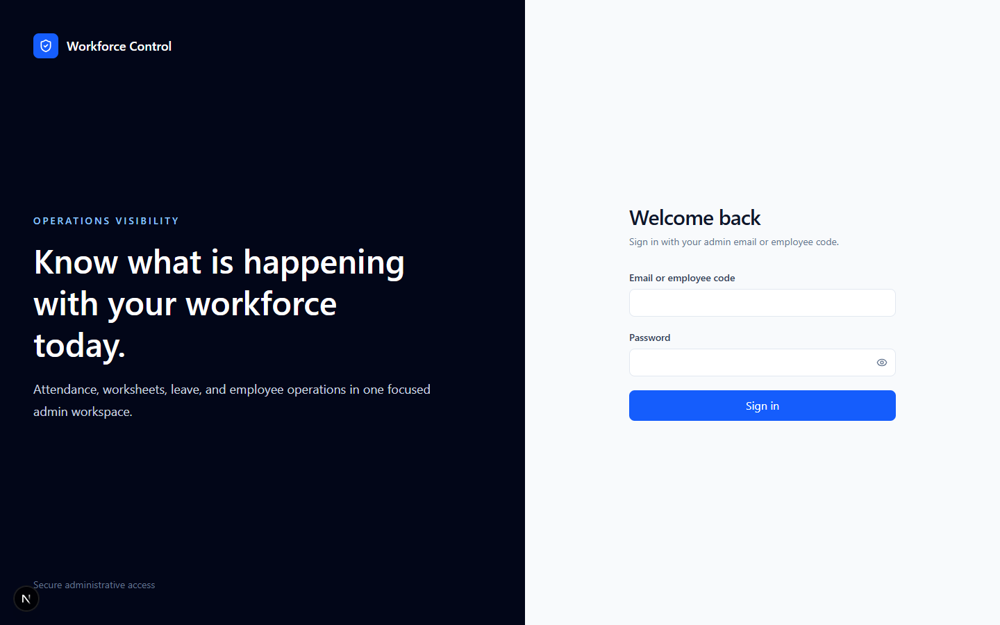 Workforce Control
OPERATIONS VISIBILITY
Know what is happening
with your workforce
today.
Attendance, worksheets, leave, and employee operations in one focused
admin workspace.
Secure administrative access
N
Welcome back
Sign in with your admin email or employee code.
Email or employee code
Password
Sign in